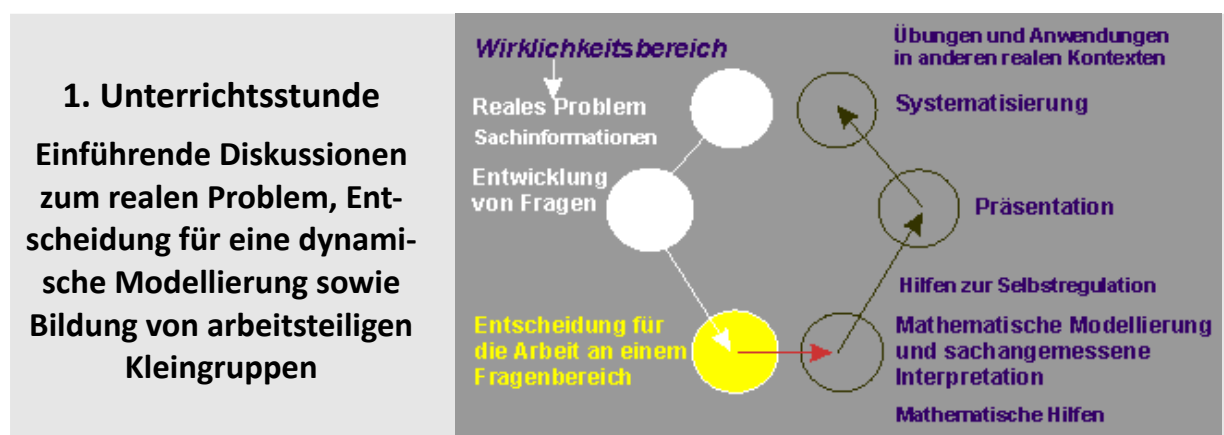 1. Unterrichtsstunde
Einführende Diskussionen
zum realen Problem, Ent-
scheidung für eine dynami-
sche Modellierung sowie
Bildung von arbeitsteiligen
Kleingruppen
Wirklichkeitsbereich
Reales Problem
Sachinformationen
Entwicklung
von Fragen
Entscheidung für
die Arbeit an einem
Fragenbereich
Übungen und Anwendungen
in anderen realen Kontexten
Systematisierung
Präsentation
Hilfen zur Selbstregulation
Mathematische Modellierung
und sachangemessene
Interpretation
Mathematische Hilfen